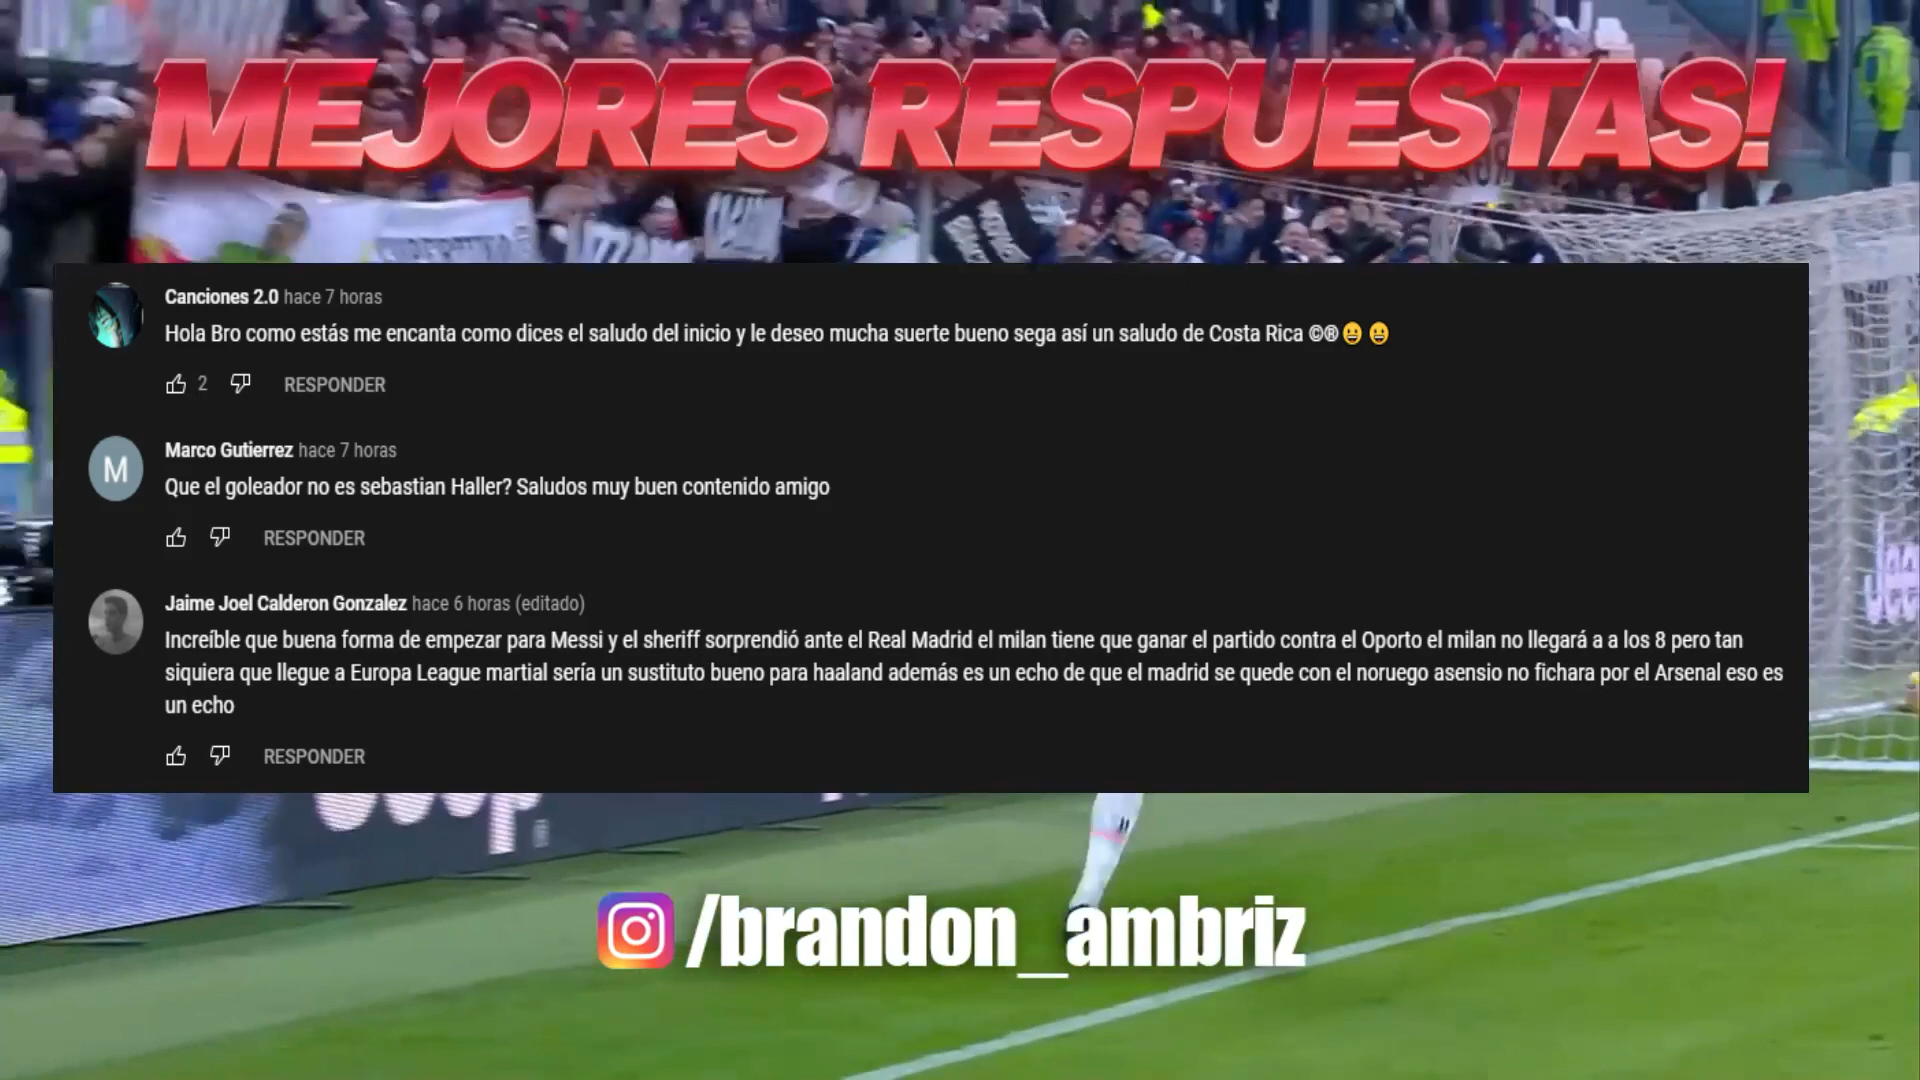 MEJORES RESPUESTAS!
Canciones 2.0 hace 7 horas
Hola Bro como estás me encanta como dices el saludo del inicio y le deseo mucha suerte bueno sega así un saludo de Costa Rica ©®😀 😀
2 RESPONDER
M
Marco Gutierrez hace 7 horas
Que el goleador no es sebastian Haller? Saludos muy buen contenido amigo
RESPONDER
Jaime Joel Calderon Gonzalez hace 6 horas (editado)
Increíble que buena forma de empezar para Messi y el sheriff sorprendió ante el Real Madrid el milan tiene que ganar el partido contra el Oporto el milan no llegará a a los 8 pero tan
siquiera que llegue a Europa League martial sería un sustituto bueno para haaland además es un echo de que el madrid se quede con el noruego asensio no fichara por el Arsenal eso es
un echo
RESPONDER
/brandon_ambriz